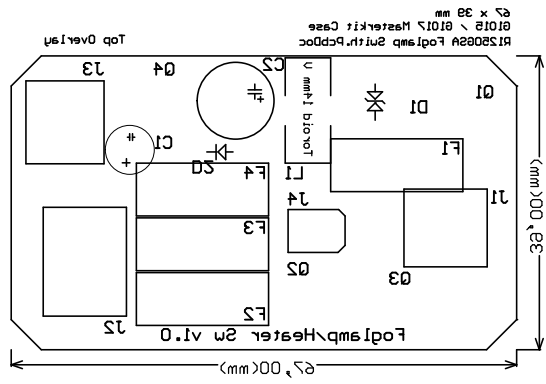 67 x 39 mm
G1015 / G1017 Masterkit Case
R1250GSA Foglamp Swith.PcbDoc
Top Overlay
J3
Q4
C2
Toroid 14mm V
D1
Q1
C1
D2
F4
L1
F1
J4
J1
F3
Q2
Q3
F2
J2
Foglamp/Heater Sw v1.0
39,00(mm)
67,00(mm)